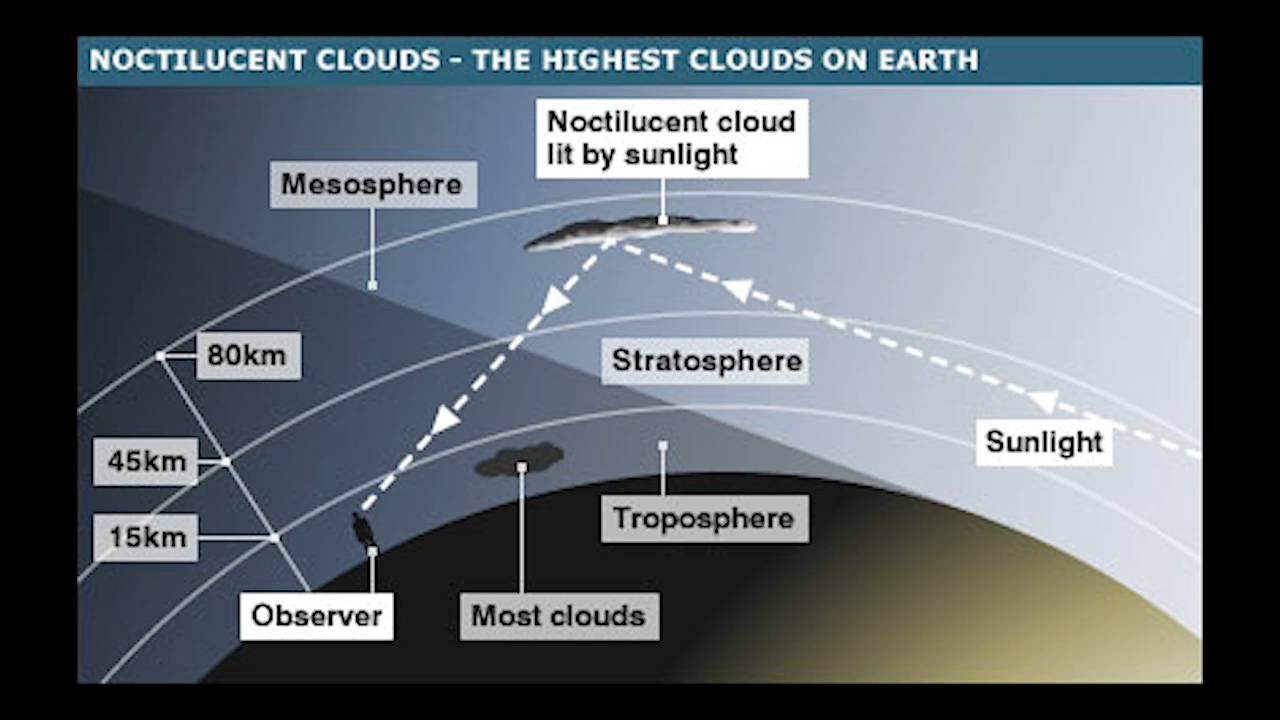 NOCTILUCENT CLOUDS - THE HIGHEST CLOUDS ON EARTH
Noctilucent cloud
lit by sunlight
Mesosphere
80km
Stratosphere
Sunlight
45km
15km
Troposphere
Observer
Most clouds